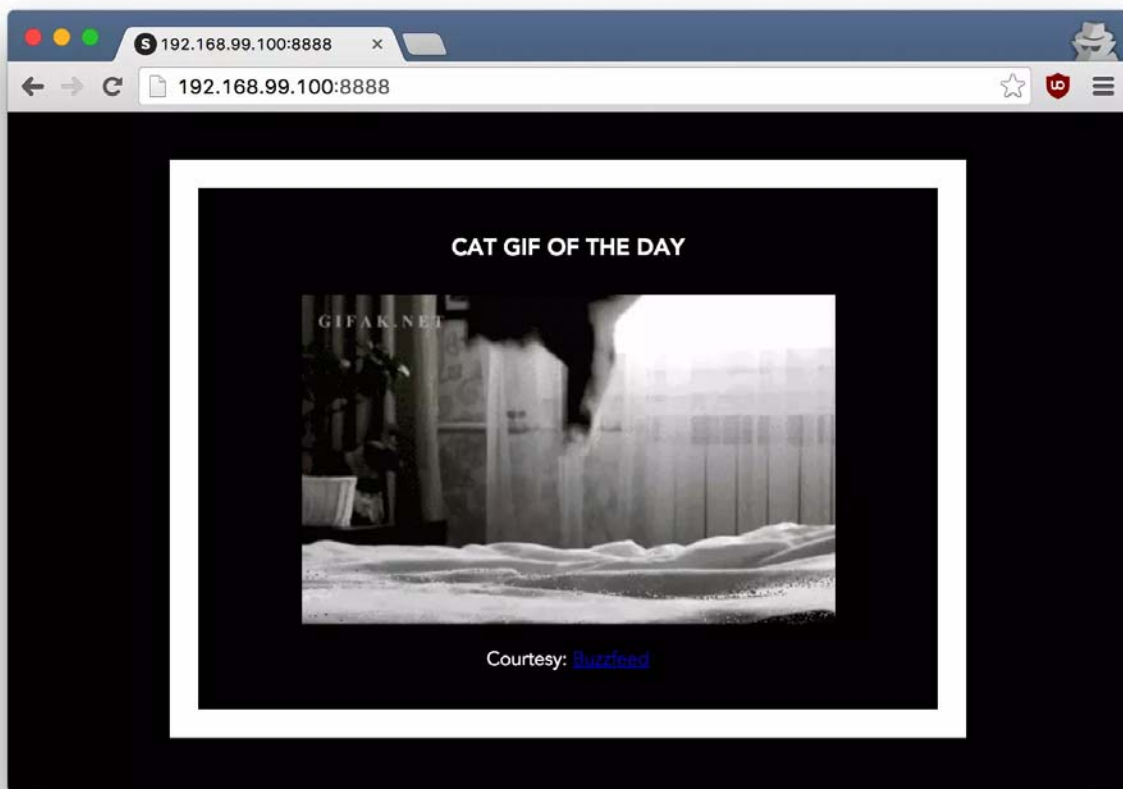 192.168.99.100:8888
192.168.99.100:8888
CAT GIF OF THE DAY
GIFAK.NET
Courtesy: Buzzfeed